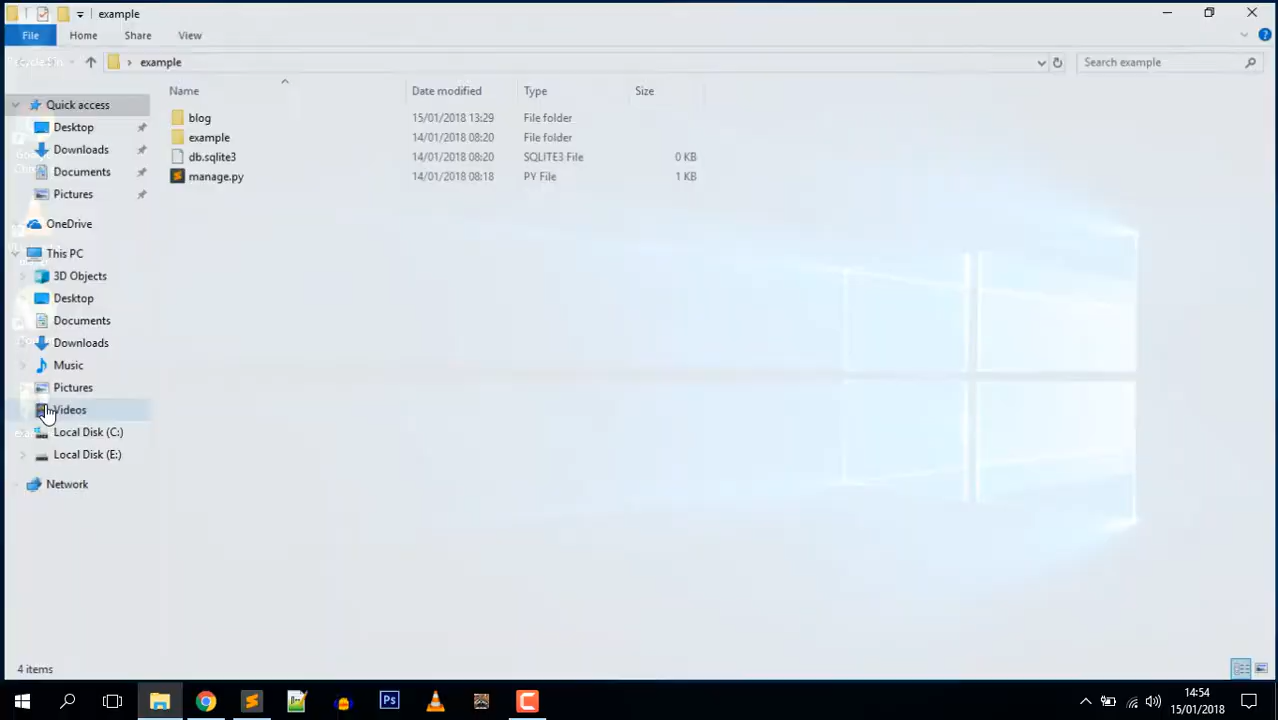 example
File Home Share View
example Search example
Name Date modified Type Size
Quick access
Desktop
Downloads
Documents
Pictures
OneDrive
This PC
3D Objects
Desktop
Documents
Downloads
Music
Pictures
Videos
Local Disk (C:)
Local Disk (E:)
Network
blog 15/01/2018 13:29 File folder
example 14/01/2018 08:20 File folder
db.sqlite3 14/01/2018 08:20 SQLITE3 File 0 KB
manage.py 14/01/2018 08:18 PY File 1 KB
4 items
Ps
14:54
15/01/2018